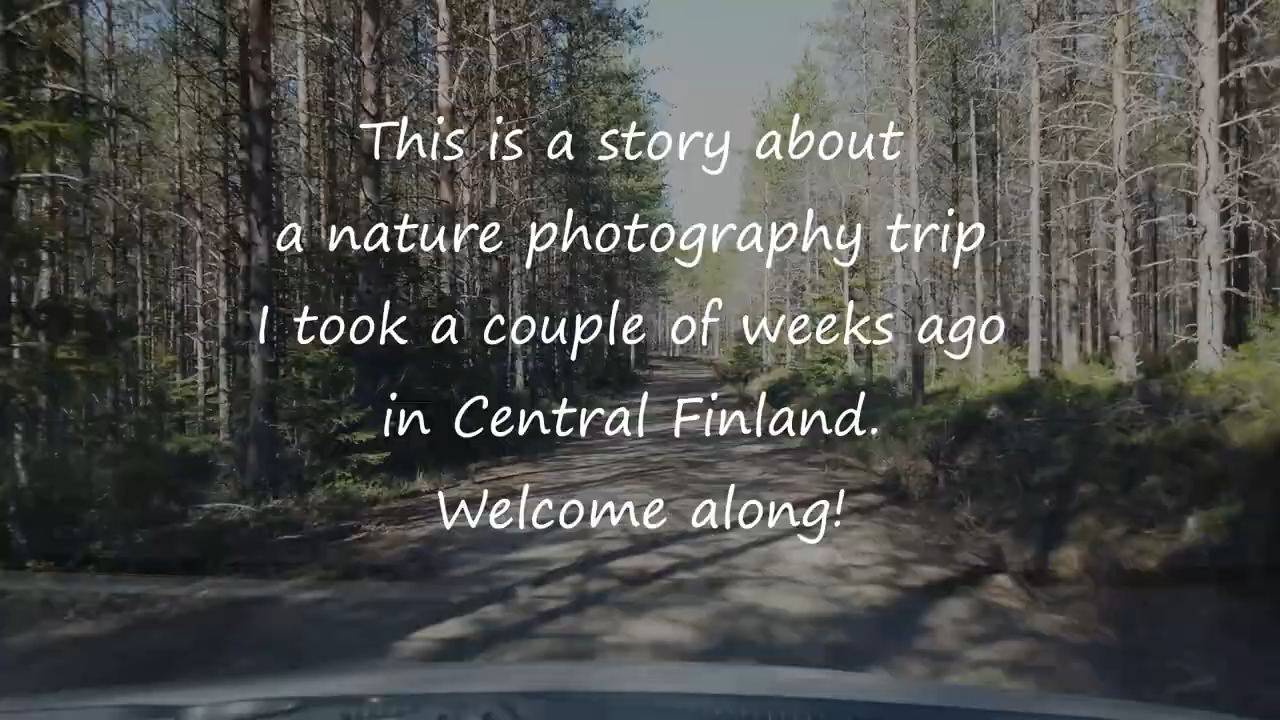 This is a story about
a nature photography trip
I took a couple of weeks ago
in Central Finland.
Welcome along!